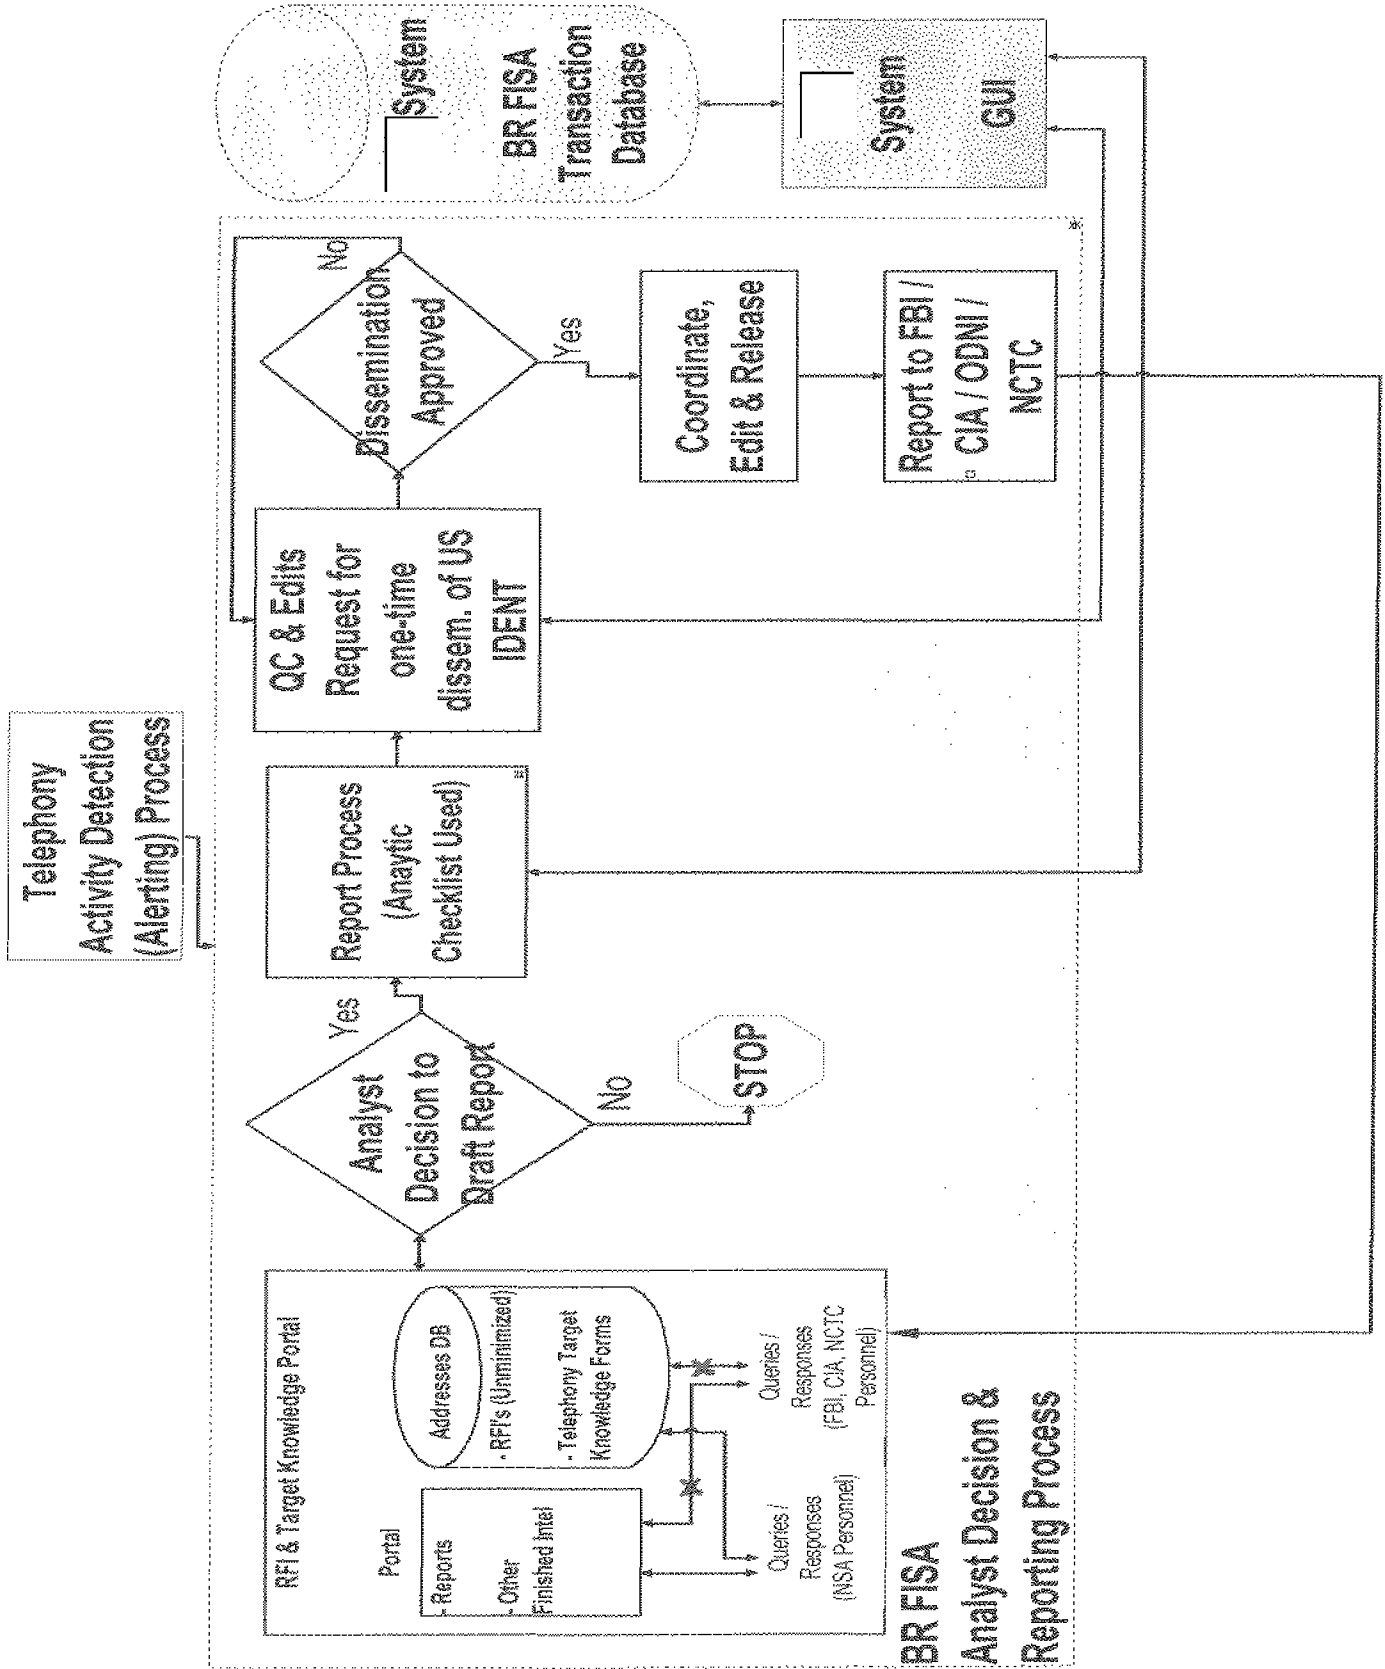 Telephony
Activity Detection
(Alerting) Process
RFI & Target Knowledge Portal
Portal
- Reports
- Other
Finished Intel
Addresses DB
- RFI's (Unminimized)
- Telephony Target
Knowledge Forms
Queries /
Responses
(NSA Personnel)
Queries /
Responses
(FBI, CIA, NCTC
Personnel)
Analyst
Decision to
Draft Report
Yes
No
STOP
Report Process
(Anaytic
Checklist Used)
QC & Edits
Request for
one-time
dissem. of US
IDENT
Dissemination
Approved
No
Yes
Coordinate,
Edit & Release
Report to FBI /
CIA / ODNI /
NCTC
System
BR FISA
Transaction
Database
System
GUI
BR FISA
Analyst Decision &
Reporting Process